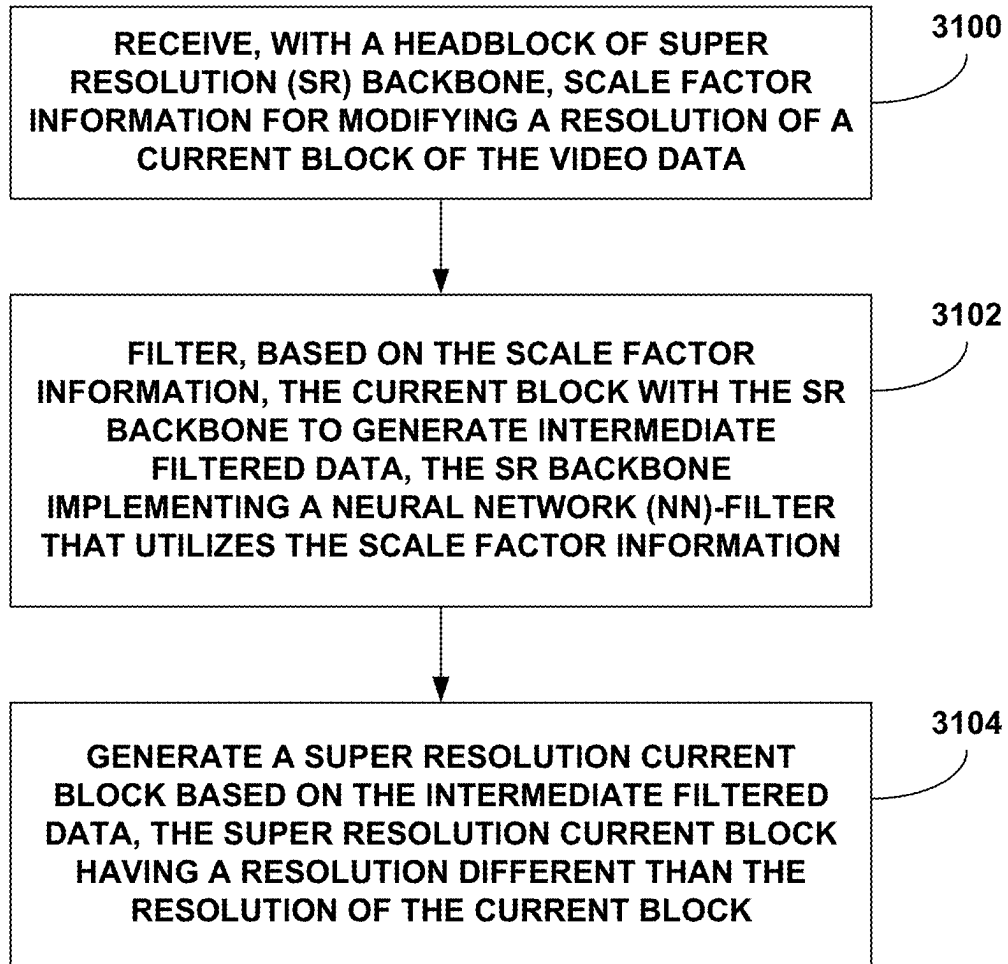 RECEIVE, WITH A HEADBLOCK OF SUPER
RESOLUTION (SR) BACKBONE, SCALE FACTOR
INFORMATION FOR MODIFYING A RESOLUTION OF A
CURRENT BLOCK OF THE VIDEO DATA
3100
FILTER, BASED ON THE SCALE FACTOR
INFORMATION, THE CURRENT BLOCK WITH THE SR
BACKBONE TO GENERATE INTERMEDIATE
FILTERED DATA, THE SR BACKBONE
IMPLEMENTING A NEURAL NETWORK (NN)-FILTER
THAT UTILIZES THE SCALE FACTOR INFORMATION
3102
GENERATE A SUPER RESOLUTION CURRENT
BLOCK BASED ON THE INTERMEDIATE FILTERED
DATA, THE SUPER RESOLUTION CURRENT BLOCK
HAVING A RESOLUTION DIFFERENT THAN THE
RESOLUTION OF THE CURRENT BLOCK
3104